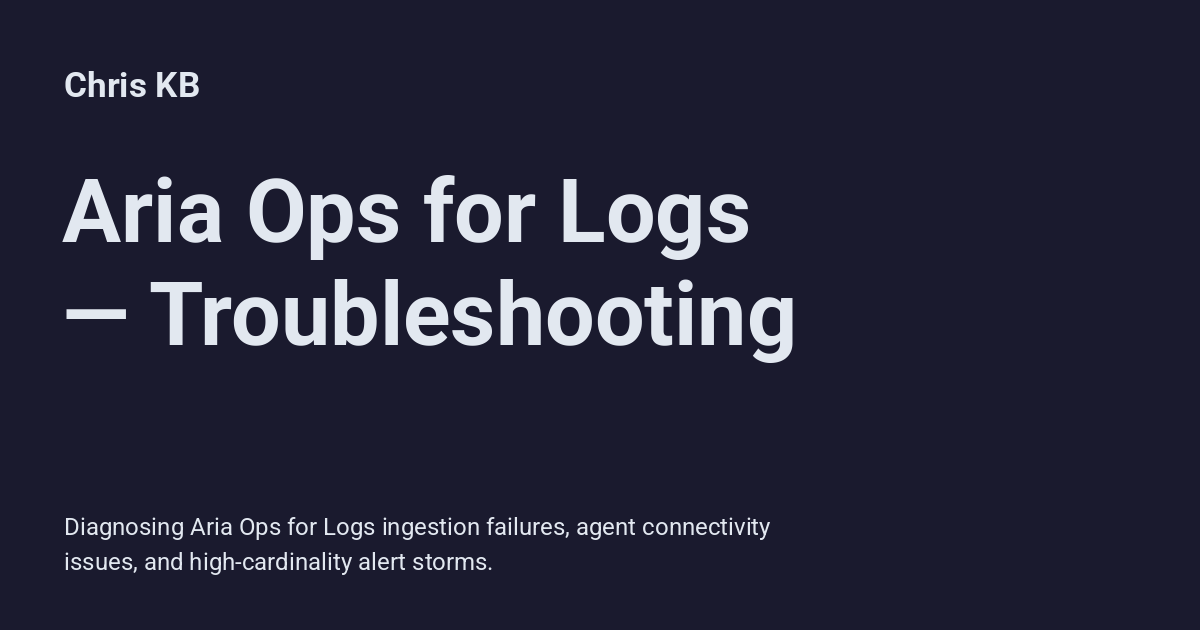 Chris KB
Aria Ops for Logs
— Troubleshooting
Diagnosing Aria Ops for Logs ingestion failures, agent connectivity
issues, and high-cardinality alert storms.